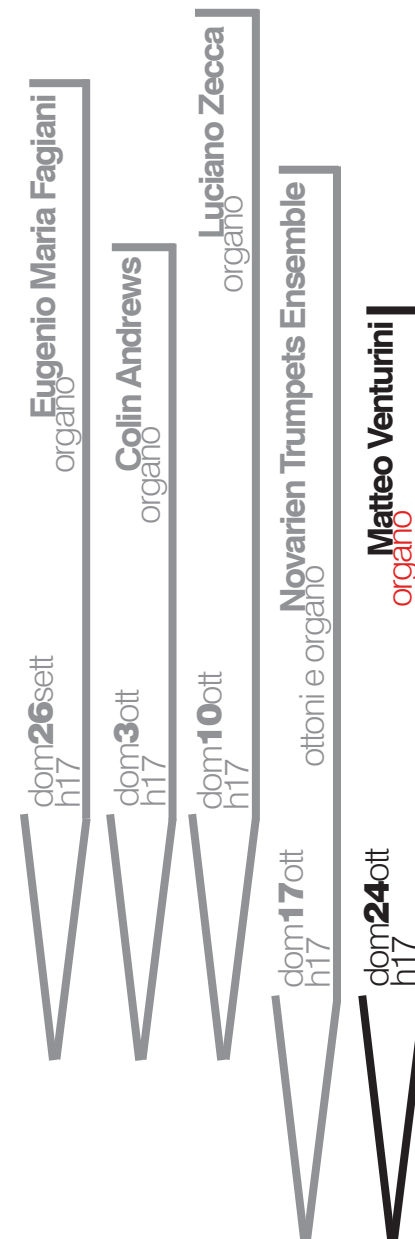 Eugenio Maria Fagiani
organo
dom26sett
h17
Colin Andrews
organo
dom3ott
h17
Luciano Zecca
organo
dom10ott
h17
Novarien Trumpets Ensemble
ottoni e organo
dom17ott
h17
Matteo Venturini
organo
dom24ott
h17